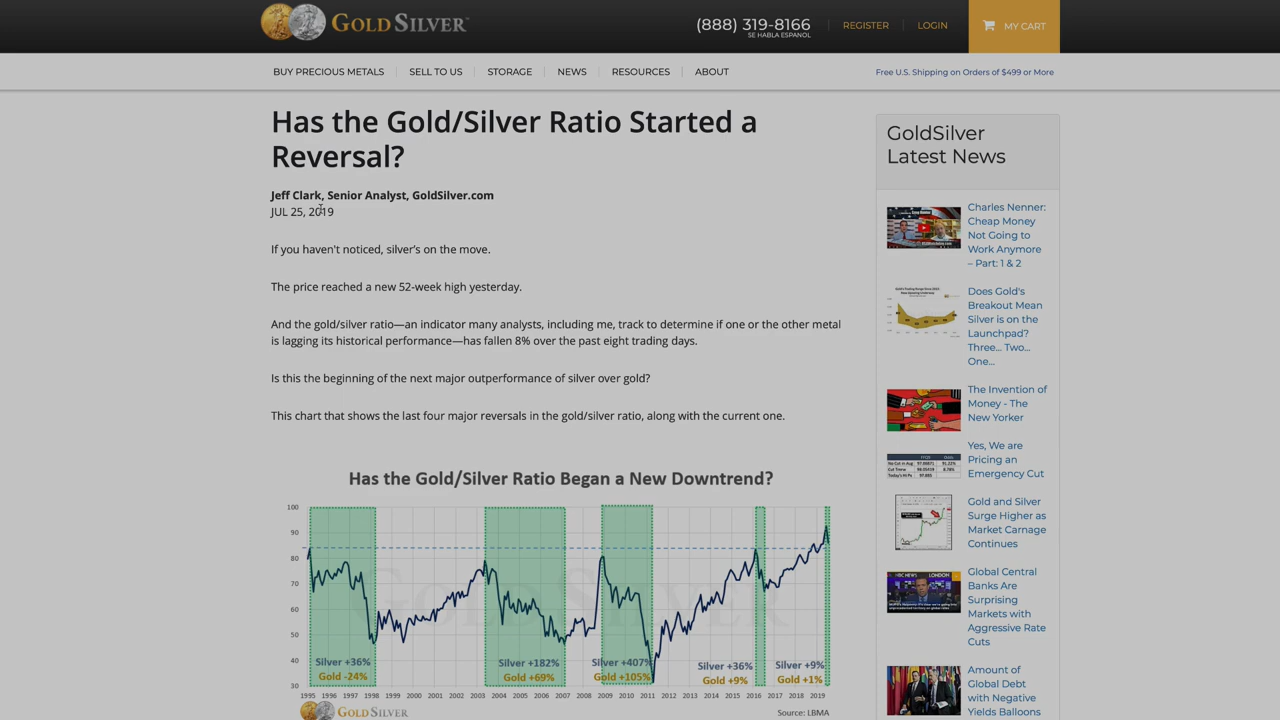 GOLD SILVER
(888) 319-8166
SE HABLA ESPANOL
REGISTER
LOGIN
MY CART
BUY PRECIOUS METALS
SELL TO US
STORAGE
NEWS
RESOURCES
ABOUT
Free U.S. Shipping on Orders of $499 or More
Has the Gold/Silver Ratio Started a
Reversal?
Jeff Clark, Senior Analyst, GoldSilver.com
JUL 25, 2019
If you haven't noticed, silver's on the move.
The price reached a new 52-week high yesterday.
And the gold/silver ratio—an indicator many analysts, including me, track to determine if one or the other metal
is lagging its historical performance—has fallen 8% over the past eight trading days.
Is this the beginning of the next major outperformance of silver over gold?
This chart that shows the last four major reversals in the gold/silver ratio, along with the current one.
Has the Gold/Silver Ratio Began a New Downtrend?
100
90
80
70
60
50
40
30
Silver +36%
Gold -24%
Silver +182%
Gold +69%
Silver +407%
Gold +105%
Silver +36%
Gold +9%
Silver +9%
Gold +1%
1995 1996 1997 1998 1999 2000 2001 2002 2003 2004 2005 2006 2007 2008 2009 2010 2011 2012 2013 2014 2015 2016 2017 2018 2019
GOLD SILVER
Source: LBMA
GoldSilver
Latest News
Charles Nenner:
Cheap Money
Not Going to
Work Anymore
– Part: 1 & 2
Does Gold's
Breakout Mean
Silver is on the
Launchpad?
Three... Two...
One...
The Invention of
Money - The
New Yorker
Yes, We are
Pricing an
Emergency Cut
Gold and Silver
Surge Higher as
Market Carnage
Continues
LONDON
Global Central
Banks Are
Surprising
Markets with
Aggressive Rate
Cuts
Amount of
Global Debt
with Negative
Yields Balloons